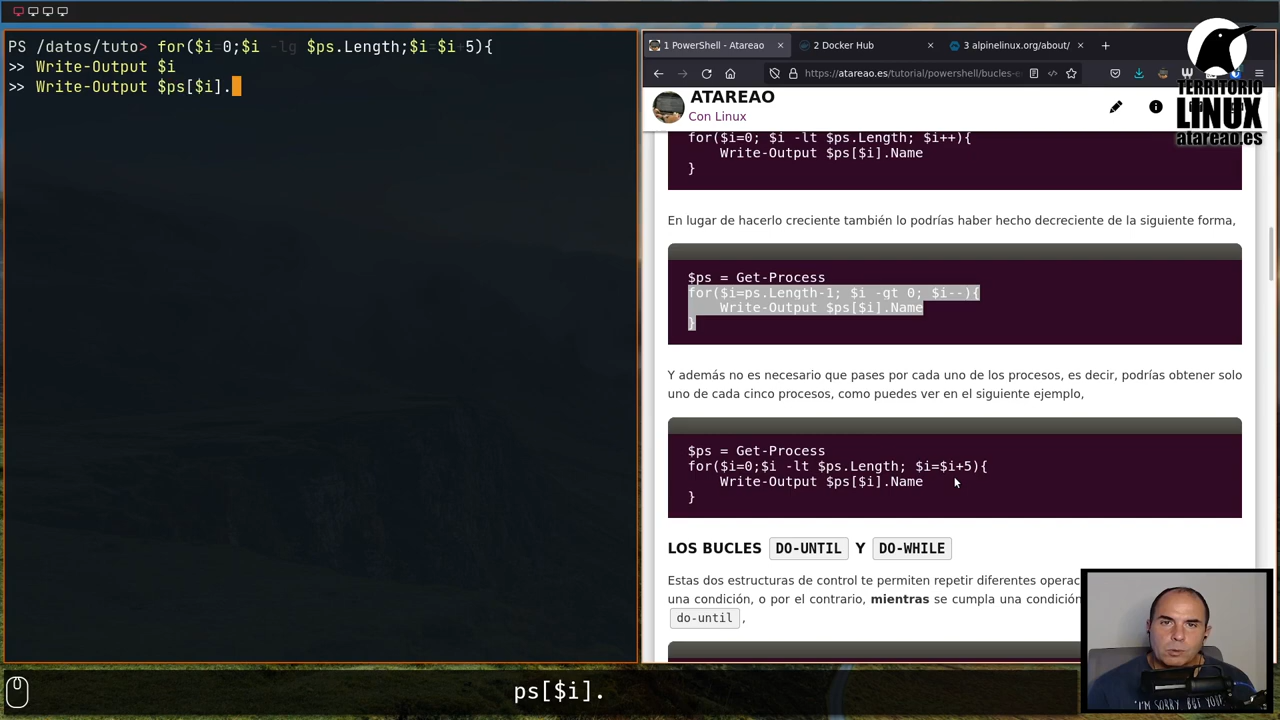 PS /datos/tuto> for($i=0;$i -lg $ps.Length;$i=$i+5){
>> Write-Output $i
>> Write-Output $ps[$i].
1 PowerShell - Atareao
2 Docker Hub
3 alpinelinux.org/about/
https://atareao.es/tutorial/powershell/bucles-e
ATAREAO
Con Linux
TERRITORIO
LINUX
atareao.es
for($i=0; $i -lt $ps.Length; $i++){
Write-Output $ps[$i].Name
}
En lugar de hacerlo creciente también lo podrías haber hecho decreciente de la siguiente forma,
$ps = Get-Process
for($i=ps.Length-1; $i -gt 0; $i--){
Write-Output $ps[$i].Name
}
Y además no es necesario que pases por cada uno de los procesos, es decir, podrías obtener solo
uno de cada cinco procesos, como puedes ver en el siguiente ejemplo,
$ps = Get-Process
for($i=0;$i -lt $ps.Length; $i=$i+5){
Write-Output $ps[$i].Name
}
LOS BUCLES DO-UNTIL Y DO-WHILE
Estas dos estructuras de control te permiten repetir diferentes operac
una condición, o por el contrario, mientras se cumpla una condición
do-until ,
"I'M SORRY, BUT YOU'
ps[$i].